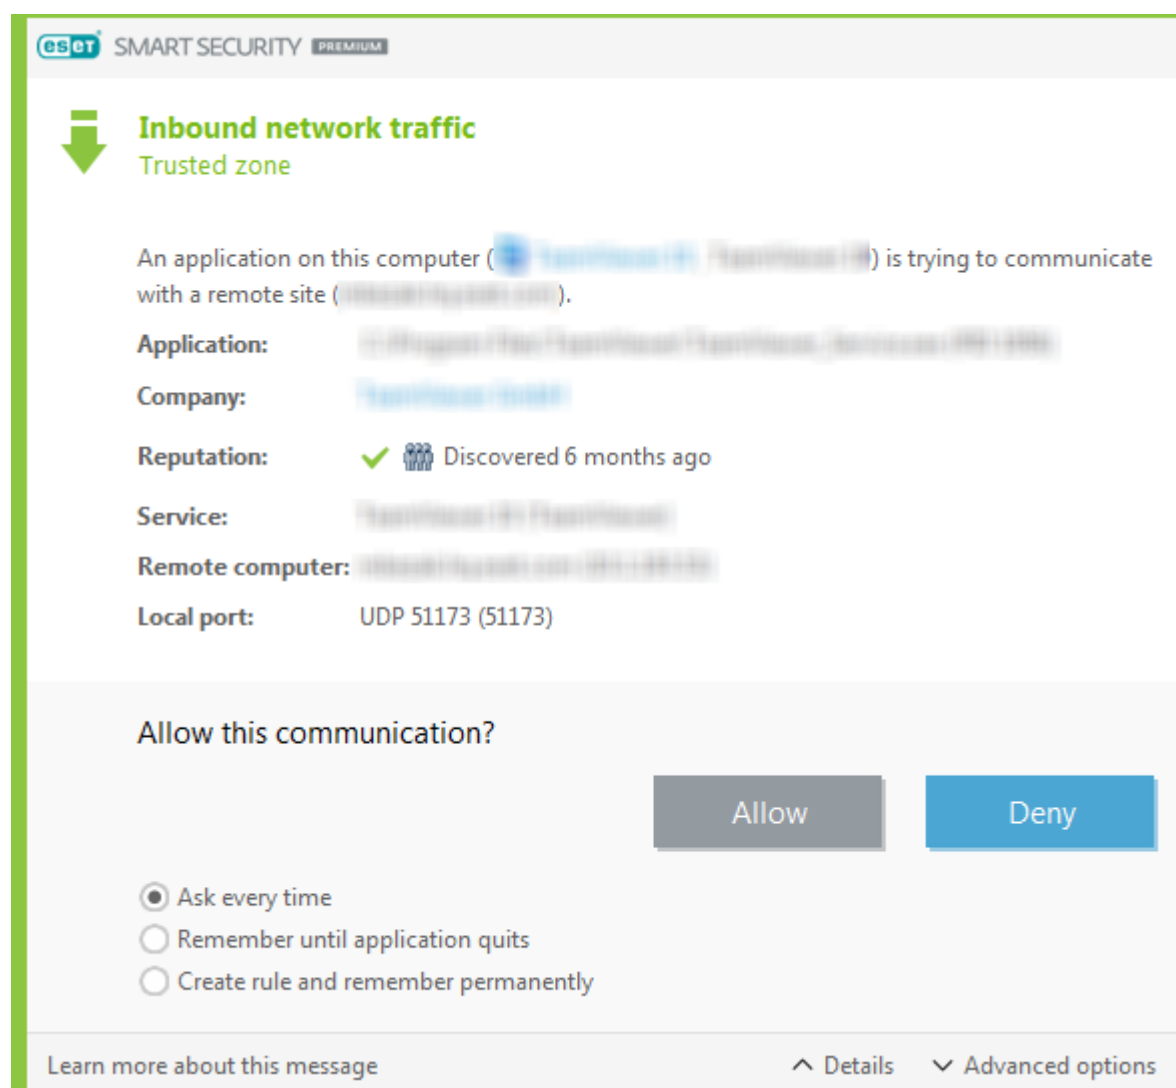 eset SMART SECURITY PREMIUM
Inbound network traffic
Trusted zone
An application on this computer ( ) is trying to communicate
with a remote site ( ).
Application:
Company:
Reputation: Discovered 6 months ago
Service:
Remote computer:
Local port: UDP 51173 (51173)
Allow this communication?
Allow Deny
Ask every time
Remember until application quits
Create rule and remember permanently
Learn more about this message Details Advanced options